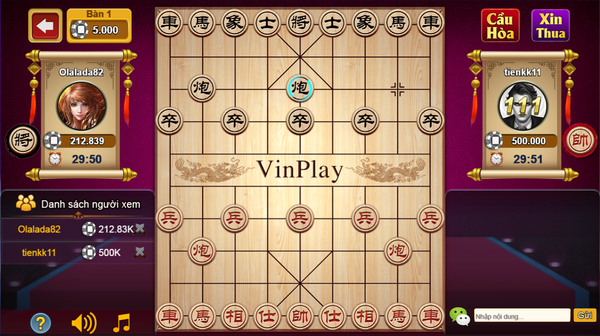 Bàn 1
5.000
Cầu
Hòa
Xin
Thua
Olalada82
212.839
29:50
tienkk11
111
500.000
29:51
將
帥
車 馬 象 士 將 士 象 馬 車
炮 炮
卒 卒 卒 卒 卒
VinPlay
兵 兵 兵 兵 兵
炮 炮
車 馬 相 仕 帥 仕 相 馬 車
Danh sách người xem
Olalada82 212.83K
tienkk11 500K
?
Nhập nội dung...
Gửi